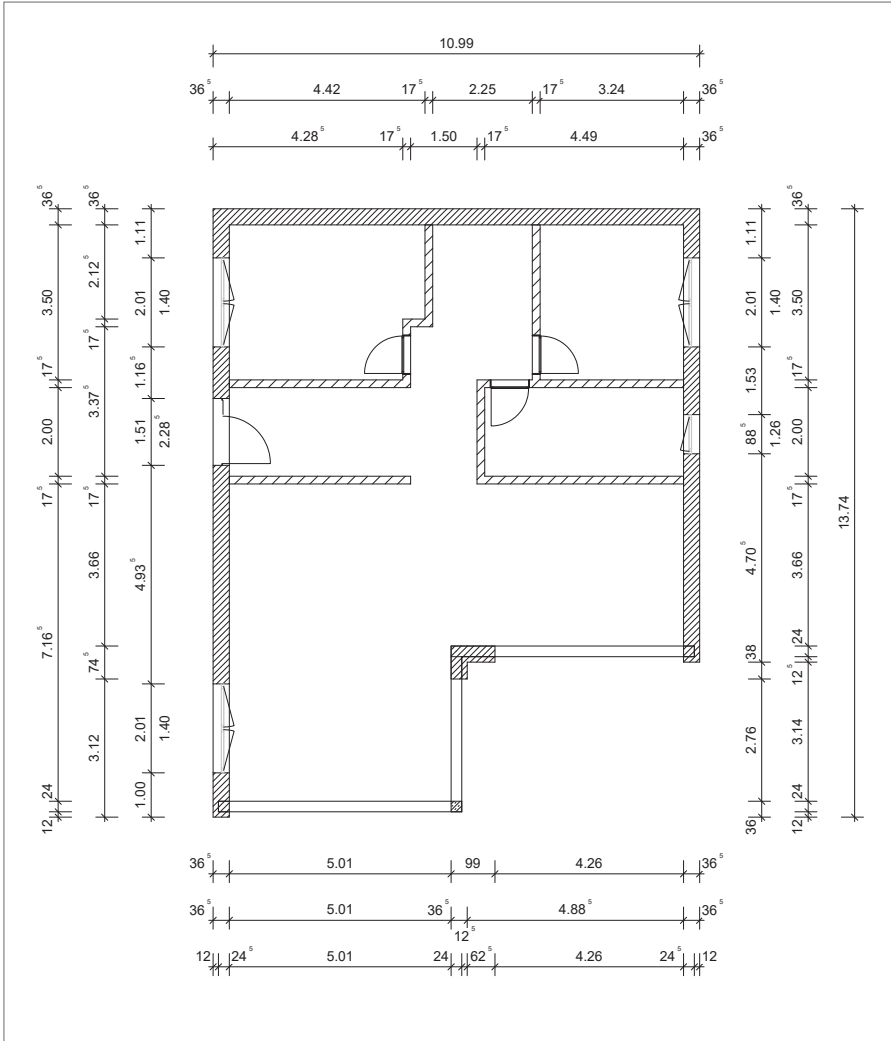 10.99
36⁵ 4.42 17⁵ 2.25 17⁵ 3.24 36⁵
4.28⁵ 17⁵ 1.50 17⁵ 4.49 36⁵
36⁵ 3.50 17⁵ 2.00 17⁵ 7.16⁵ 24 12
36⁵ 2.12⁵ 17⁵ 3.37⁵ 17⁵ 3.66 74⁵ 3.12
1.11 2.01 1.16⁵ 1.51 4.93⁵ 2.01 1.00
1.40 2.28⁵ 1.40
1.11 2.01 1.53 88⁵ 4.70⁵ 38 2.76 36
1.40 1.26
36⁵ 3.50 17⁵ 2.00 17⁵ 3.66 24 12⁵ 3.14 24 12
13.74
36⁵ 5.01 99 4.26 36⁵
36⁵ 5.01 36⁵ 4.88⁵ 36⁵
12 24⁵ 5.01 24 12⁵ 62⁵ 4.26 24⁵ 12